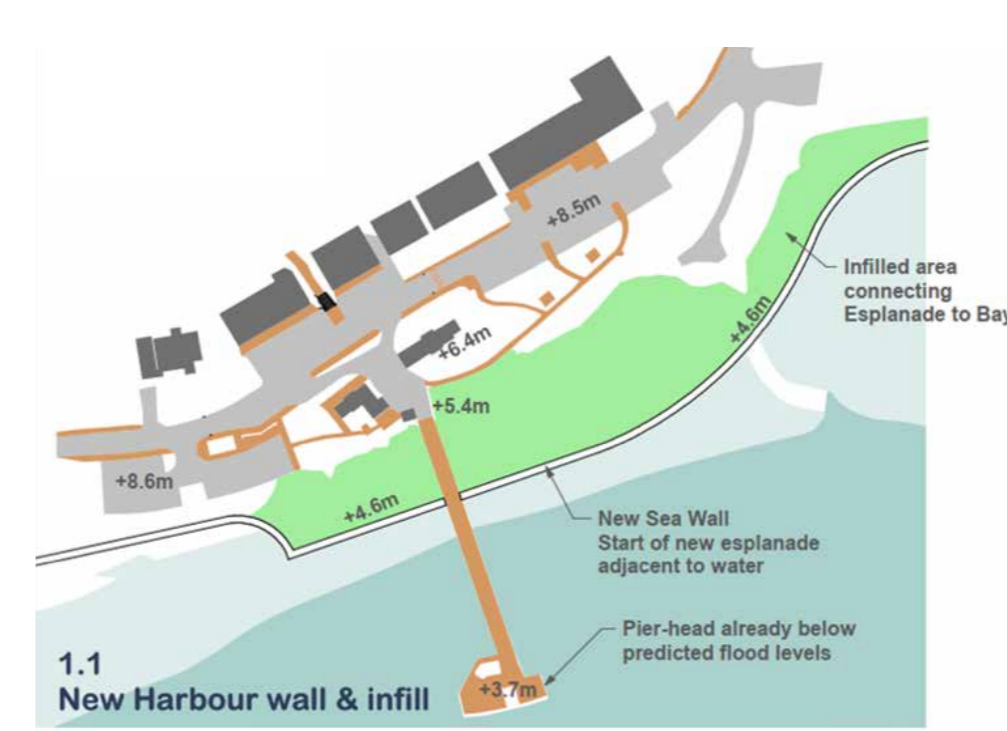 +8.5m
Infilled area
connecting
Esplanade to Bay
+4.6m
+6.4m
+5.4m
+8.6m
+4.6m
New Sea Wall
Start of new esplanade
adjacent to water
Pier-head already below
predicted flood levels
+3.7m
1.1
New Harbour wall & infill